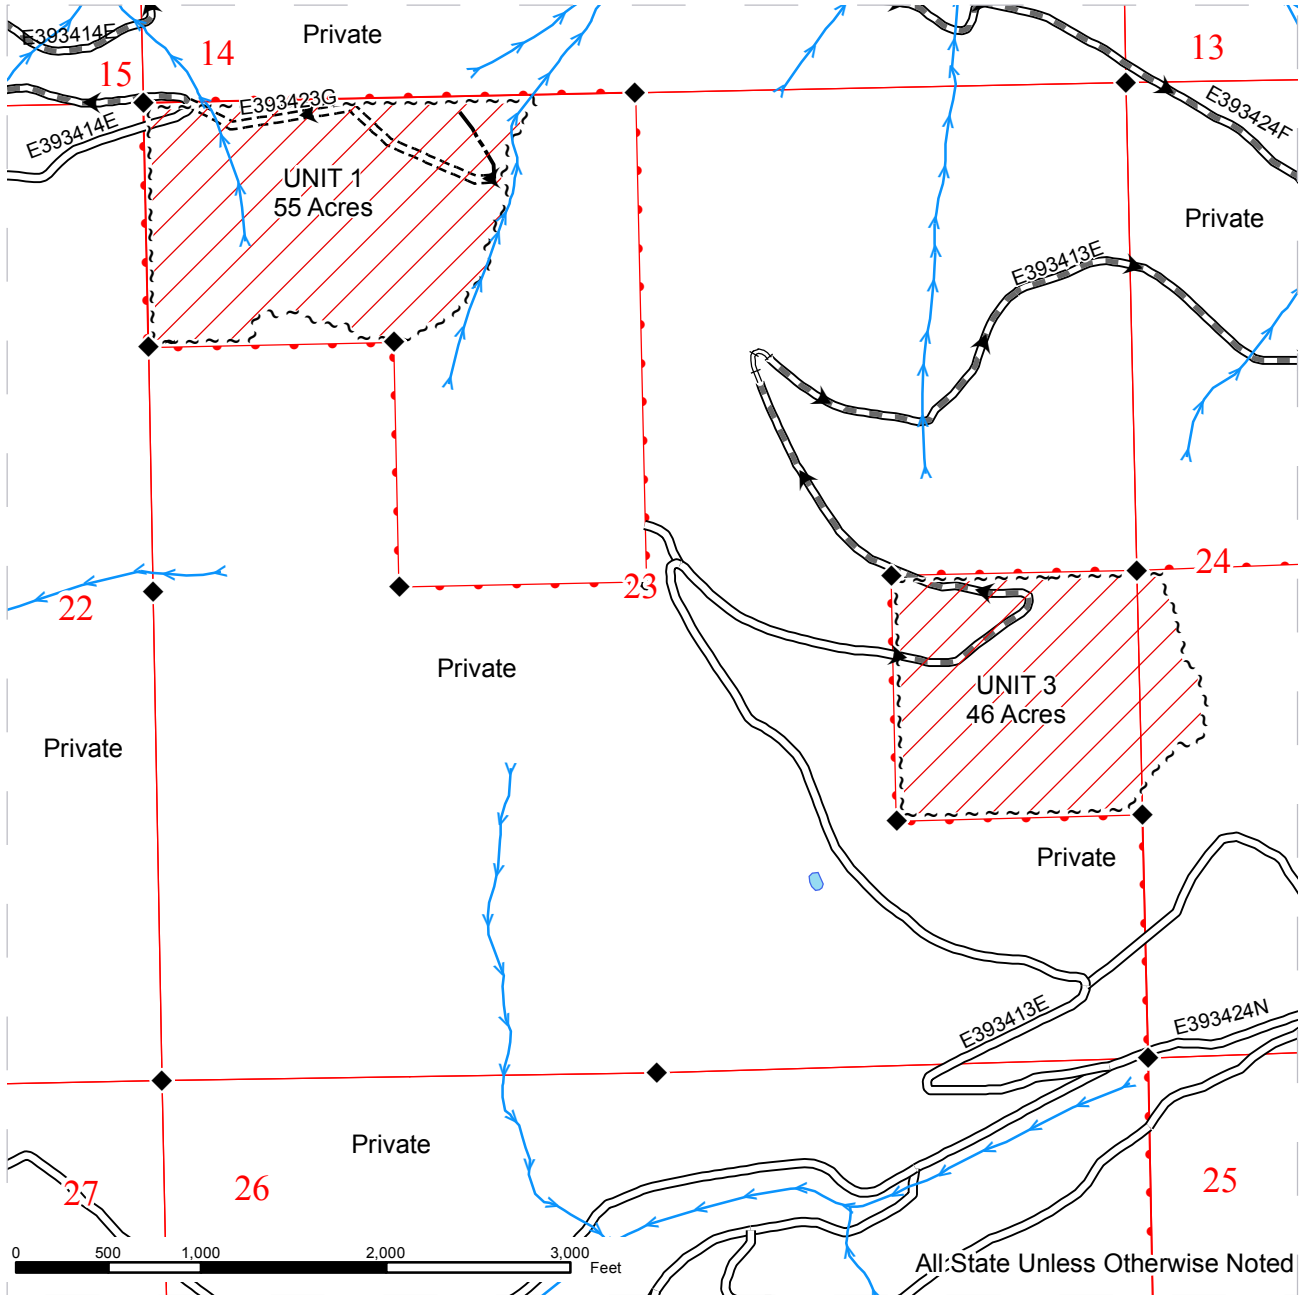 E393414E
Private
14
13
15
E393423G
E393424F
E393414E
UNIT 1
55 Acres
Private
E393413E
24
23
22
Private
UNIT 3
46 Acres
Private
Private
E393413E
E393424N
Private
27
26
25
0 500 1,000 2,000 3,000
Feet
All State Unless Otherwise Noted